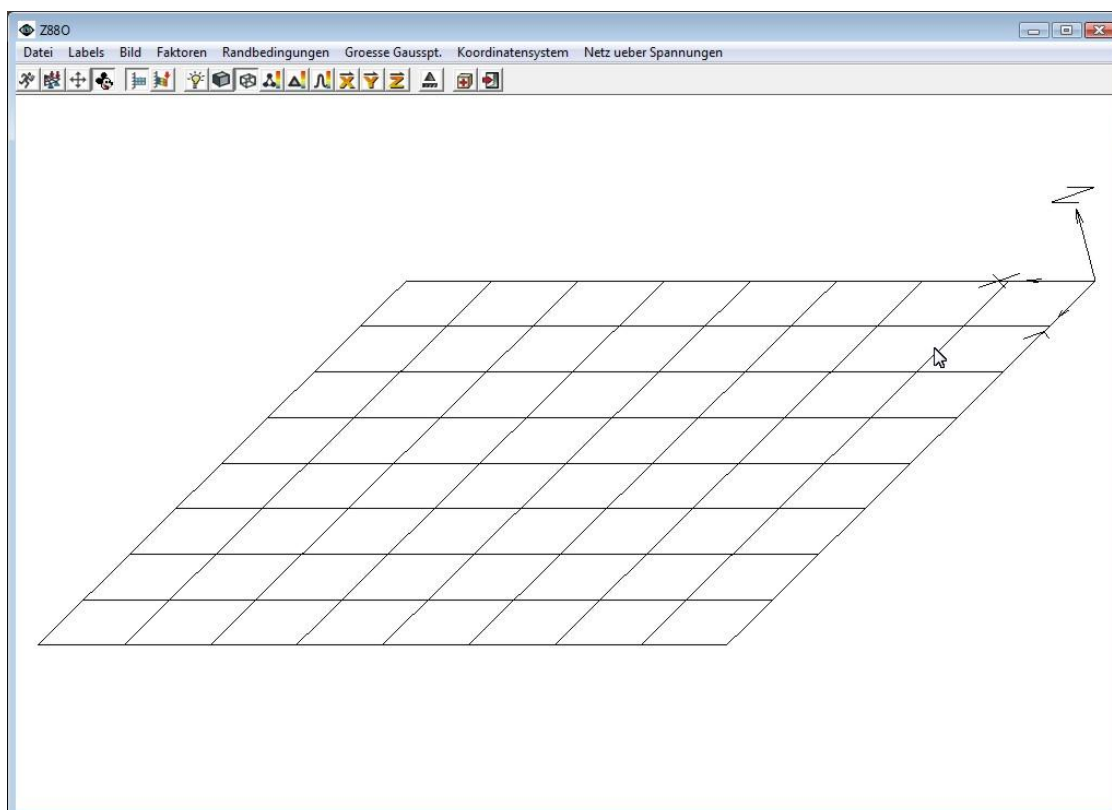 Z88O
Datei Labels Bild Faktoren Randbedingungen Groesse Gausspt. Koordinatensystem Netz ueber Spannungen
X Y Z
Z
X
Y